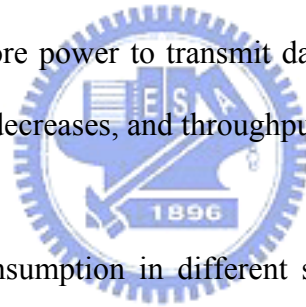 ore power to transmit da
decreases, and throughpu
E S A
1896
nsumption in different s